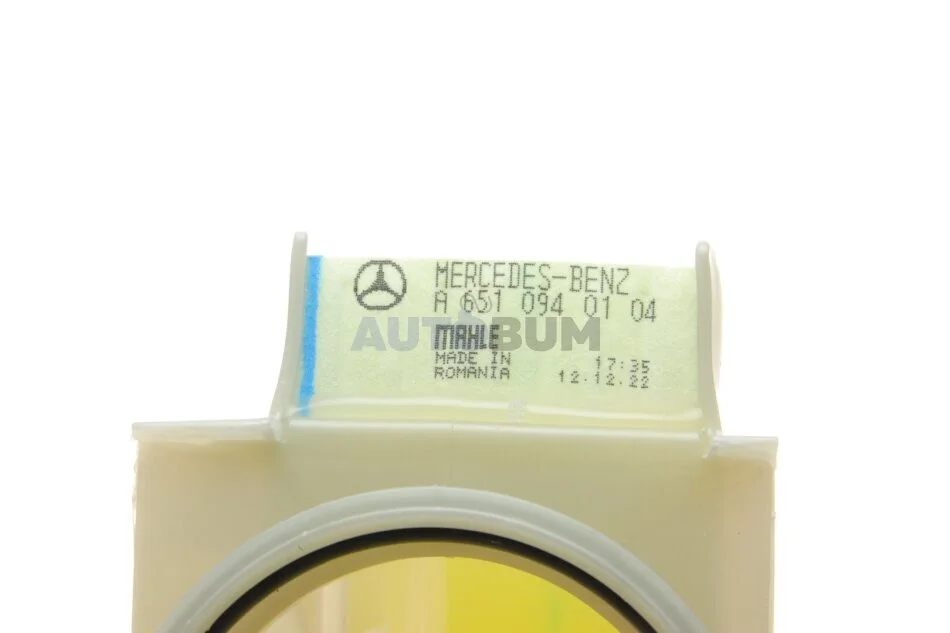 MERCEDES-BENZ
A 651 094 01 04
AUTOBUM
MAHLE
MADE IN 17:35
ROMANIA 12.12.22